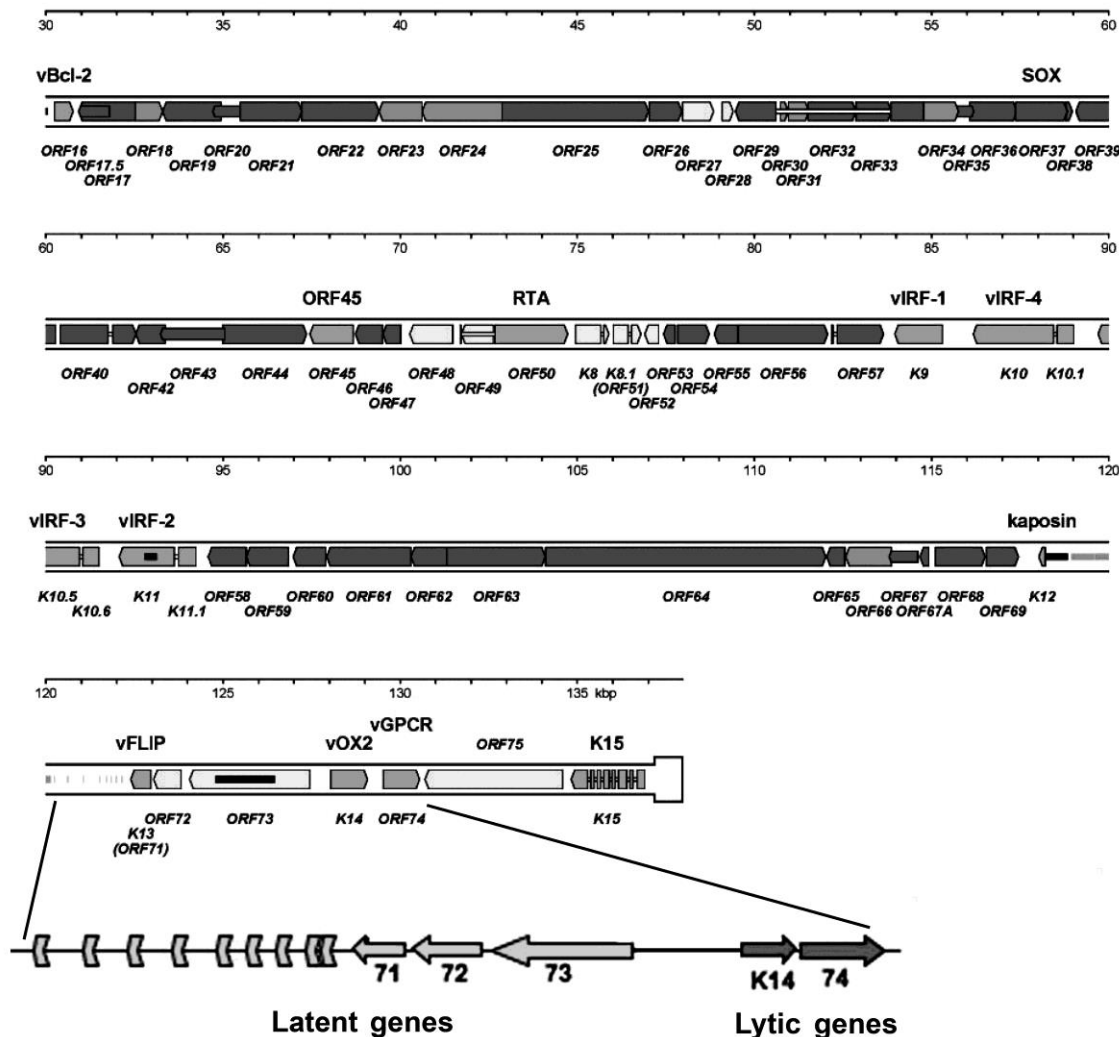 30 35 40 45 50 55 60
vBcl-2 SOX
ORF16 ORF18 ORF20 ORF22 ORF23 ORF24 ORF25 ORF26 ORF29 ORF32 ORF34 ORF36 ORF37 ORF39
ORF17.5 ORF19 ORF21 ORF27 ORF30 ORF33 ORF35 ORF38
ORF17 ORF28 ORF31
60 65 70 75 80 85 90
ORF45 RTA vIRF-1 vIRF-4
ORF40 ORF43 ORF44 ORF45 ORF48 ORF50 K8 K8.1 ORF53 ORF55 ORF56 ORF57 K9 K10 K10.1
ORF42 ORF46 ORF49 (ORF51) ORF54
ORF47 ORF52
90 95 100 105 110 115 120
vIRF-3 vIRF-2 kaposin
K10.5 K11 ORF58 ORF60 ORF61 ORF62 ORF63 ORF64 ORF65 ORF67 ORF68 K12
K10.6 K11.1 ORF59 ORF66 ORF67A ORF69
120 125 130 135 kbp
vFLIP vOX2 vGPCR ORF75 K15
ORF72 ORF73 K14 ORF74 K15
K13
(ORF71)
71 72 73 K14 74
Latent genes Lytic genes